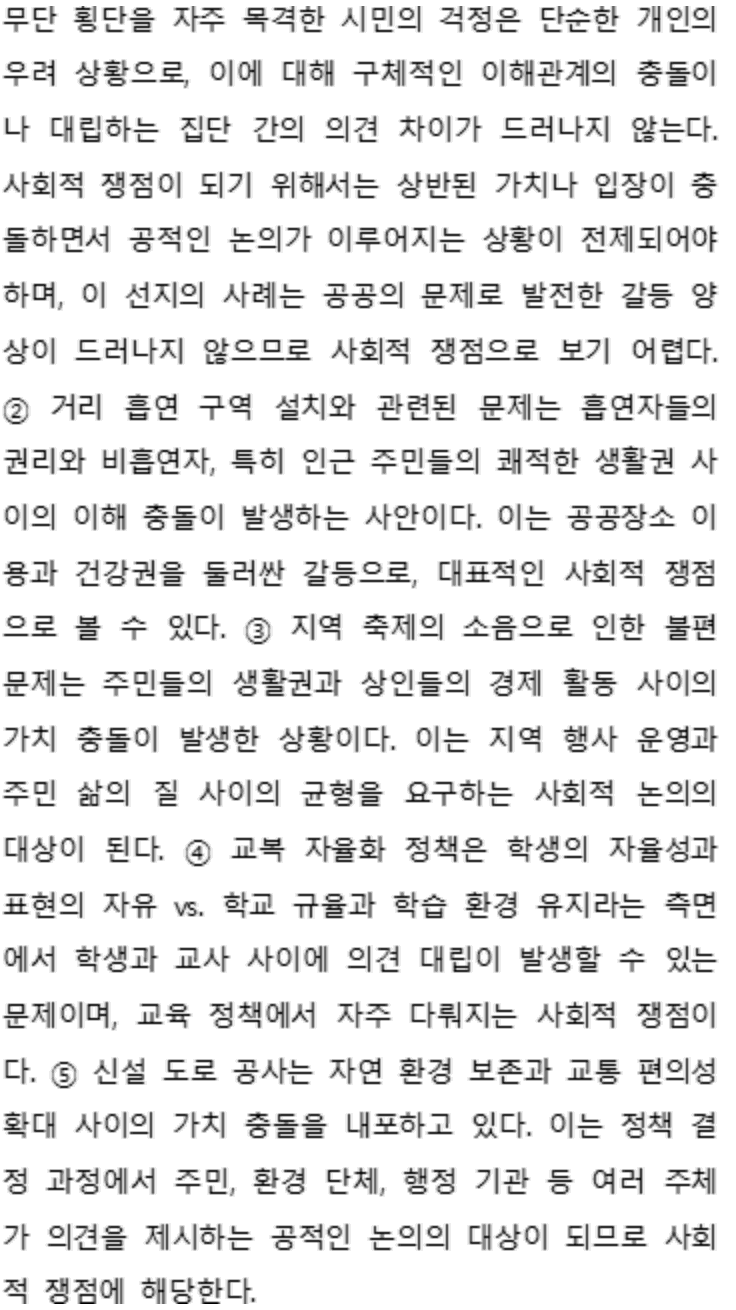 무단 횡단을 자주 목격한 시민의 걱정은 단순한 개인의
우려 상황으로, 이에 대해 구체적인 이해관계의 충돌이
나 대립하는 집단 간의 의견 차이가 드러나지 않는다.
사회적 쟁점이 되기 위해서는 상반된 가치나 입장이 충
돌하면서 공적인 논의가 이루어지는 상황이 전제되어야
하며, 이 선지의 사례는 공공의 문제로 발전한 갈등 양
상이 드러나지 않으므로 사회적 쟁점으로 보기 어렵다.
② 거리 흡연 구역 설치와 관련된 문제는 흡연자들의
권리와 비흡연자, 특히 인근 주민들의 쾌적한 생활권 사
이의 이해 충돌이 발생하는 사안이다. 이는 공공장소 이
용과 건강권을 둘러싼 갈등으로, 대표적인 사회적 쟁점
으로 볼 수 있다. ③ 지역 축제의 소음으로 인한 불편
문제는 주민들의 생활권과 상인들의 경제 활동 사이의
가치 충돌이 발생한 상황이다. 이는 지역 행사 운영과
주민 삶의 질 사이의 균형을 요구하는 사회적 논의의
대상이 된다. ④ 교복 자율화 정책은 학생의 자율성과
표현의 자유 vs. 학교 규율과 학습 환경 유지라는 측면
에서 학생과 교사 사이에 의견 대립이 발생할 수 있는
문제이며, 교육 정책에서 자주 다뤄지는 사회적 쟁점이
다. ⑤ 신설 도로 공사는 자연 환경 보존과 교통 편의성
확대 사이의 가치 충돌을 내포하고 있다. 이는 정책 결
정 과정에서 주민, 환경 단체, 행정 기관 등 여러 주체
가 의견을 제시하는 공적인 논의의 대상이 되므로 사회
적 쟁점에 해당한다.